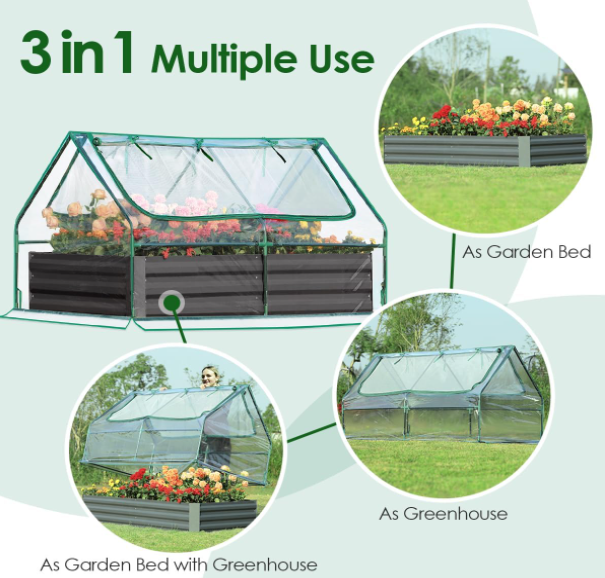 3 in 1 Multiple Use
As Garden Bed
As Greenhouse
As Garden Bed with Greenhouse